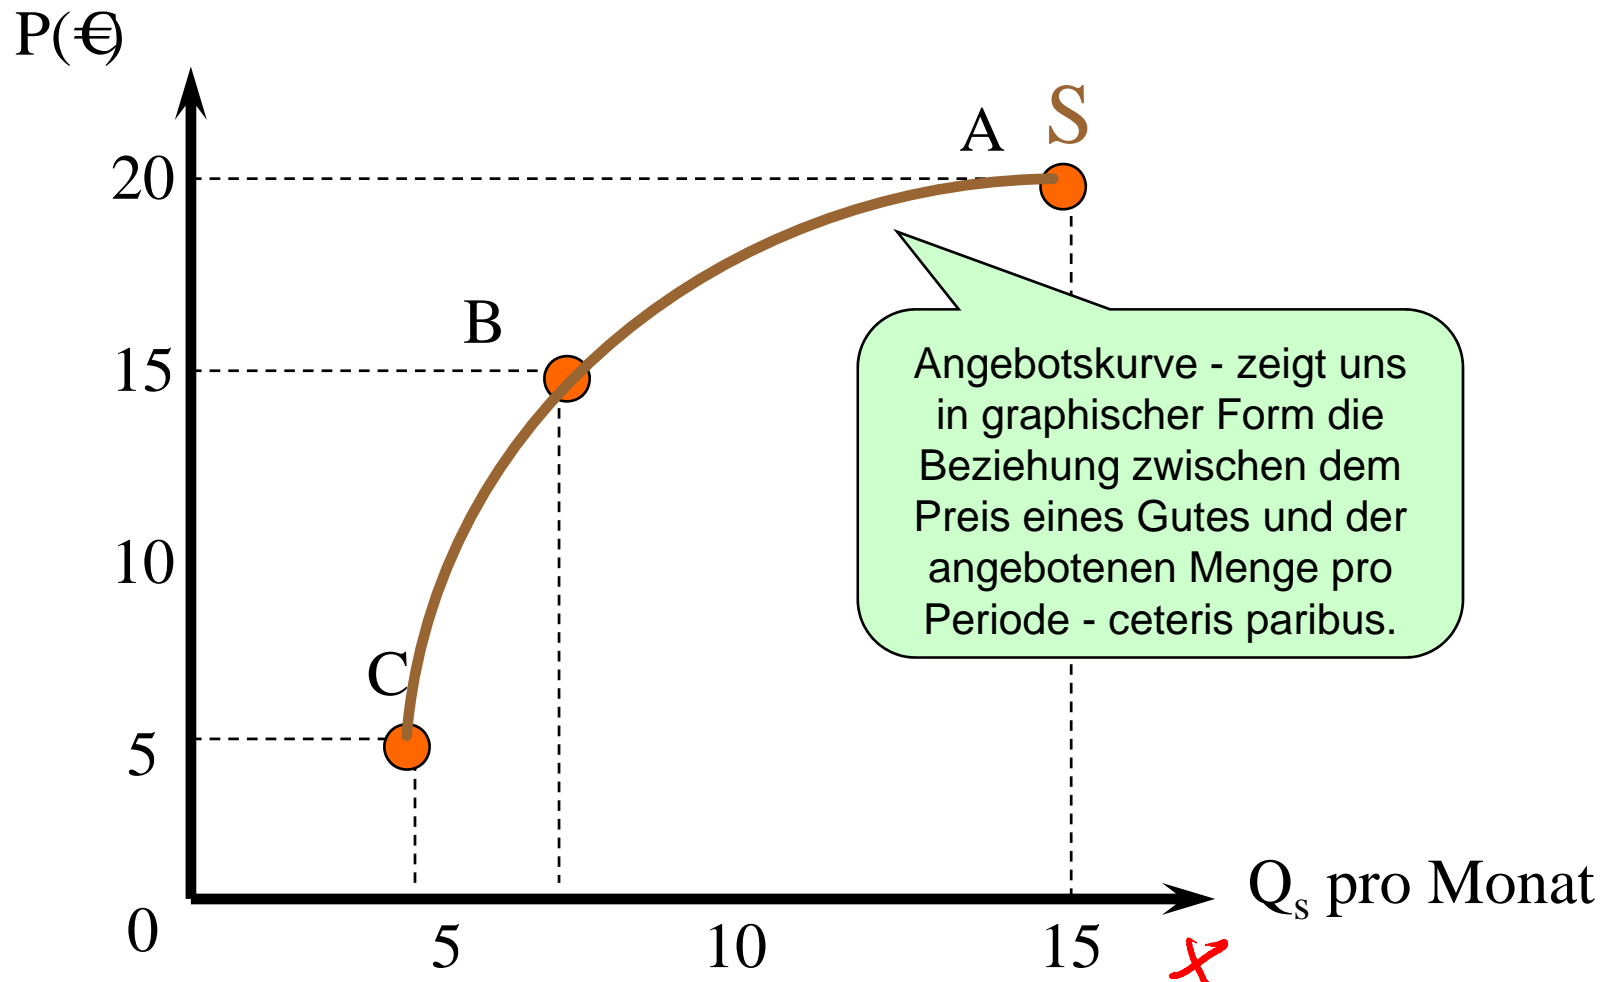 P(€)
A S
20
B
15
Angebotskurve - zeigt uns
in graphischer Form die
Beziehung zwischen dem
Preis eines Gutes und der
angebotenen Menge pro
Periode - ceteris paribus.
10
C
5
Qs pro Monat
0
5 10 15 x